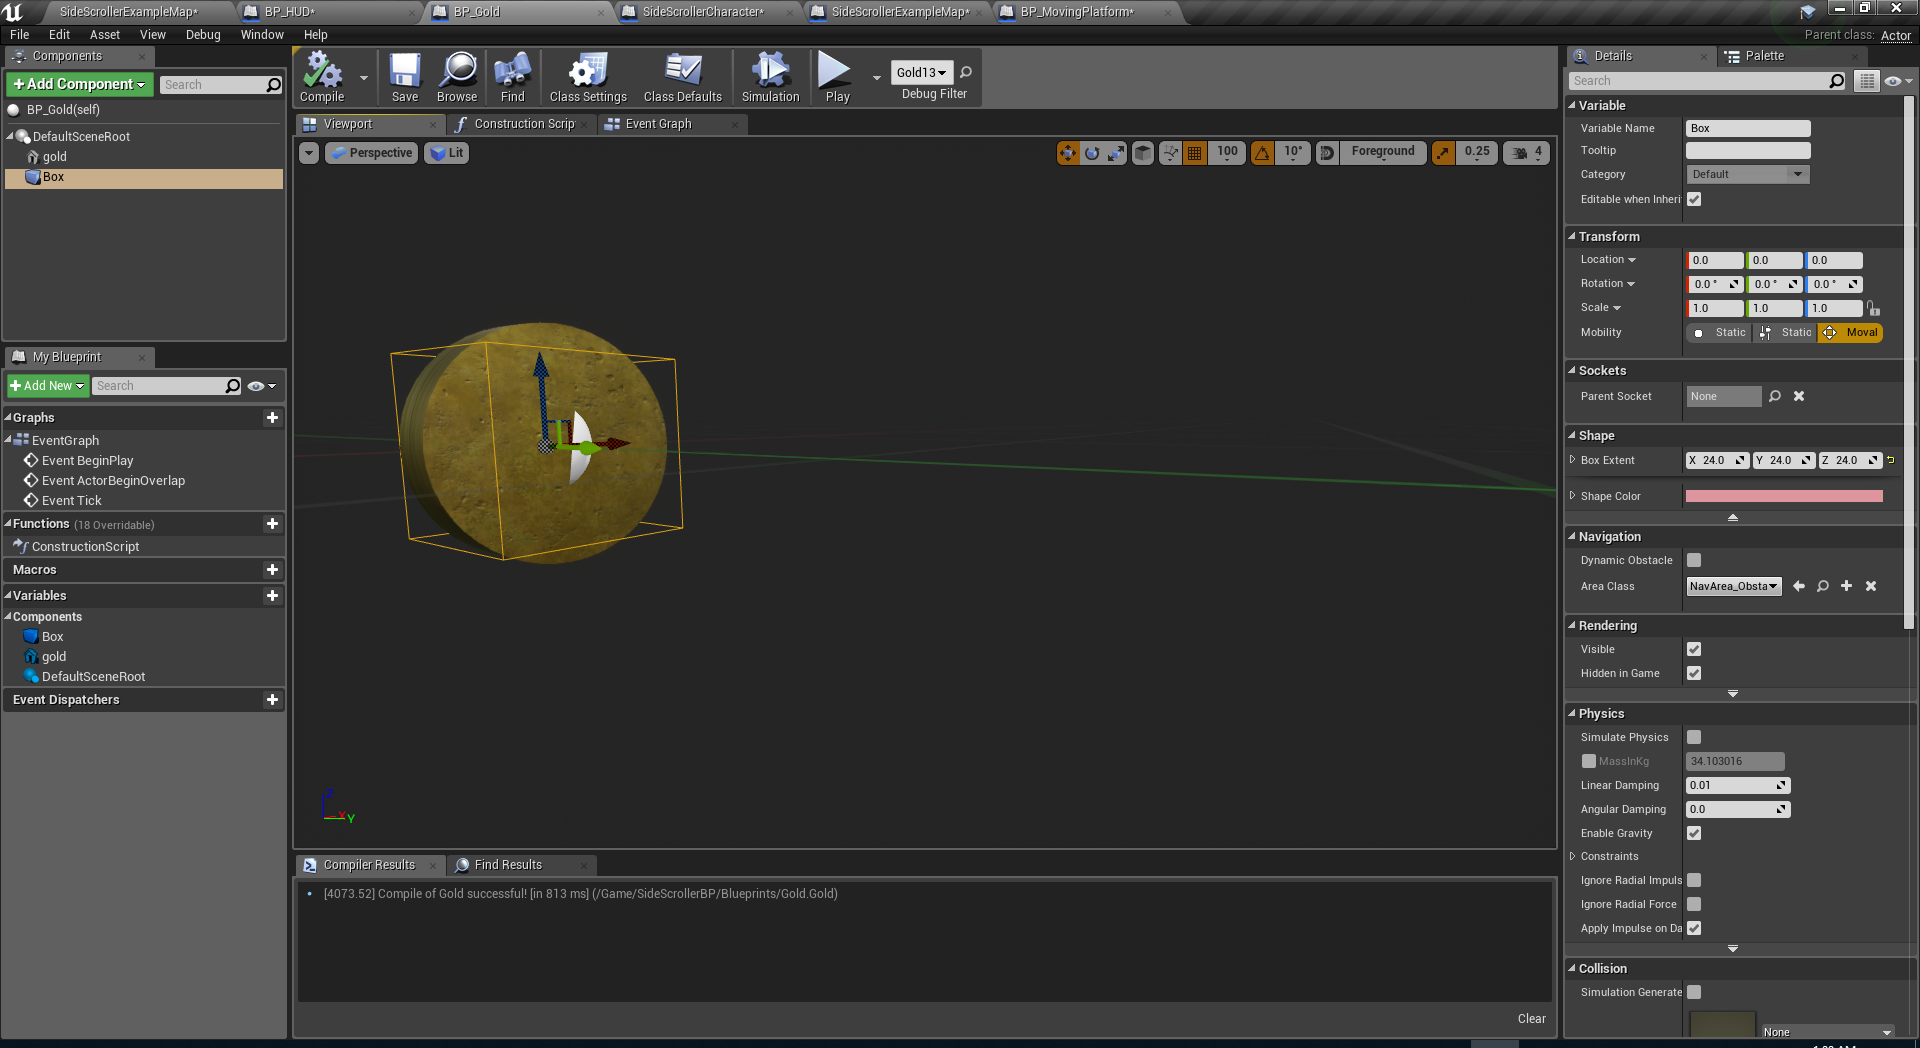 SideScrollerExampleMap*
BP_HUD*
BP_Gold
SideScrollerCharacter*
SideScrollerExampleMap*
BP_MovingPlatform*
File Edit Asset View Debug Window Help
Parent class: Actor
Components
+Add Component
Search
BP_Gold(self)
DefaultSceneRoot
gold
Box
My Blueprint
+Add New
Search
Graphs
EventGraph
Event BeginPlay
Event ActorBeginOverlap
Event Tick
Functions (18 Overridable)
ConstructionScript
Macros
Variables
Components
Box
gold
DefaultSceneRoot
Event Dispatchers
Compile Save Browse Find Class Settings Class Defaults Simulation Play
Gold13
Debug Filter
Viewport
Construction Scrip
Event Graph
Perspective
Lit
100 10° Foreground 0.25 4
Z
X
Y
Compiler Results
Find Results
[4073.52] Compile of Gold successful! [in 813 ms] (/Game/SideScrollerBP/Blueprints/Gold.Gold)
Clear
Details
Palette
Search
Variable
Variable Name Box
Tooltip
Category Default
Editable when Inheri
Transform
Location 0.0 0.0 0.0
Rotation 0.0 ° 0.0 ° 0.0 °
Scale 1.0 1.0 1.0
Mobility Static Static Moval
Sockets
Parent Socket None
Shape
Box Extent X 24.0 Y 24.0 Z 24.0
Shape Color
Navigation
Dynamic Obstacle
Area Class NavArea_Obsta
Rendering
Visible
Hidden in Game
Physics
Simulate Physics
MassInKg 34.103016
Linear Damping 0.01
Angular Damping 0.0
Enable Gravity
Constraints
Ignore Radial Impuls
Ignore Radial Force
Apply Impulse on Da
Collision
Simulation Generate
None